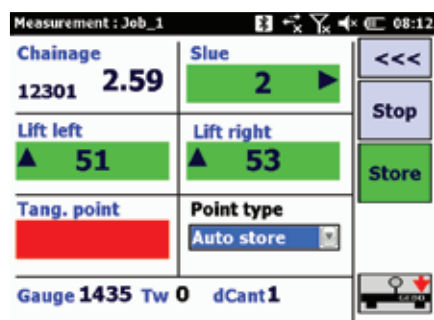 Measurement : Job_1 08:12
Chainage
12301 2.59
Slue
2
<<<
Stop
Lift left
51
Lift right
53
Store
Tang. point
Point type
Auto store
Gauge 1435 Tw 0 dCant 1